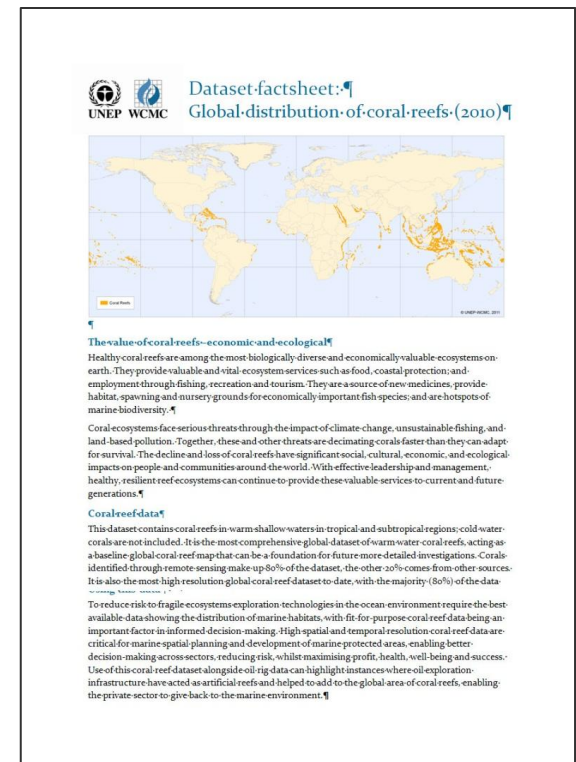 UNEP WCMC
Dataset·factsheet:·¶
Global·distribution·of·coral·reefs·(2010)¶
Coral Reefs
© UNEP-WCMC, 2011
¶
The·value·of·coral·reefs·–economic·and·ecological¶
Healthy·coral·reefs·are·among·the·most·biologically·diverse·and·economically·valuable·ecosystems·on·
earth.·They·provide·valuable·and·vital·ecosystem·services·such·as·food,·coastal·protection;·and·
employment·through·fishing,·recreation·and·tourism.·They·are·a·source·of·new·medicines,·provide·
habitat,·spawning·and·nursery·grounds·for·economically·important·fish·species;·and·are·hotspots·of·
marine·biodiversity.·¶
Coral·ecosystems·face·serious·threats·through·the·impact·of·climate·change,·unsustainable·fishing,·and·
land·-based·pollution.·Together,·these·and·other·threats·are·decimating·corals·faster·than·they·can·adapt·
for·survival.·The·decline·and·loss·of·coral·reefs·have·significant·social,·cultural,·economic,·and·ecological·
impacts·on·people·and·communities·around·the·world.·With·effective·leadership·and·management,·
healthy,·resilient·reef·ecosystems·can·continue·to·provide·these·valuable·services·to·current·and·future·
generations.¶
Coral·reef·data¶
This·dataset·contains·coral·reefs·in·warm·shallow·waters·in·tropical·and·subtropical·regions;·cold·water·
corals·are·not·included.·It·is·the·most·comprehensive·global·dataset·of·warm·water·coral·reefs,·acting·as·
a·baseline·global·coral·reef·map·that·can·be·a·foundation·for·future·more·detailed·investigations.·Corals·
identified·through·remote·sensing·make·up·80%·of·the·dataset,·the·other·20%·comes·from·other·sources.·
It·is·also·the·most·high·resolution·global·coral·reef·dataset·to·date,·with·the·majority·(80%)·of·the·data·
Using·this·data
To·reduce·risk·to·fragile·ecosystems·exploration·technologies·in·the·ocean·environment·require·the·best·
available·data·showing·the·distribution·of·marine·habitats,·with·fit-for-purpose·coral·reef·data·being·an·
important·factor·in·informed·decision-making.·High·spatial·and·temporal·resolution·coral·reef·data·are·
critical·for·marine·spatial·planning·and·development·of·marine·protected·areas,·enabling·better·
decision-making·across·sectors,·reducing·risk,·whilst·maximising·profit,·health,·well-being·and·success.·
Use·of·this·coral·reef·dataset·alongside·oil·rig·data·can·highlight·instances·where·oil·exploration·
infrastructure·have·acted·as·artificial·reefs·and·helped·to·add·to·the·global·area·of·coral·reefs,·enabling·
the·private·sector·to·give·back·to·the·marine·environment.¶